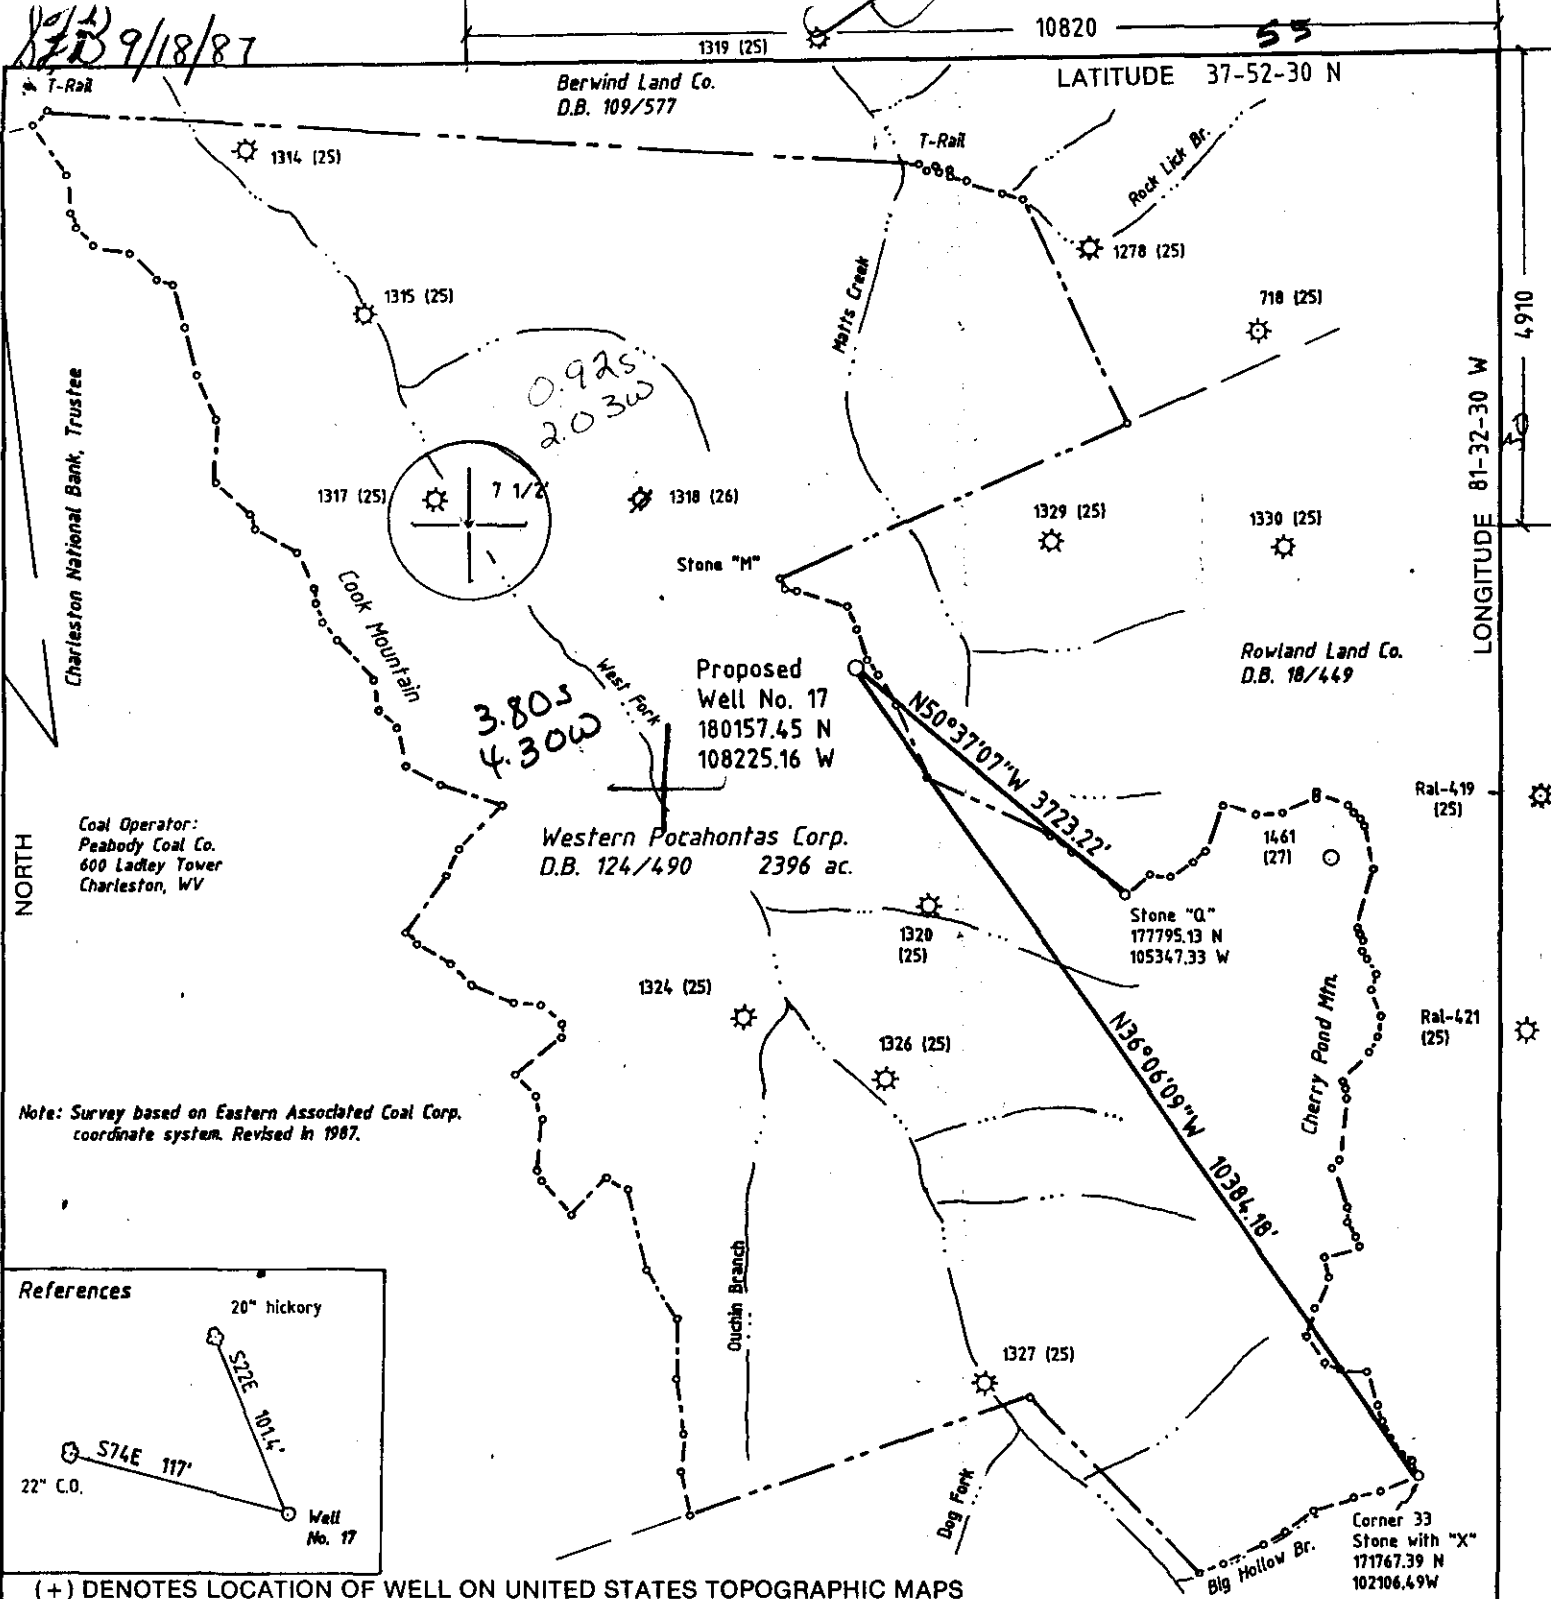 9/18/87
10820
55
1319 (25)
T-Rail
Berwind Land Co.
D.B. 109/577
LATITUDE 37-52-30 N
1314 (25)
T-Rail
Rock Lick Br.
1278 (25)
1315 (25)
Matts Creek
718 (25)
4910
LONGITUDE 81-32-30 W
Charleston National Bank, Trustee
0.92s
2.03w
1317 (25)
7 1/2'
1318 (26)
1329 (25)
1330 (25)
Stone "M"
Cook Mountain
West Fork
Rowland Land Co.
D.B. 18/449
Proposed
Well No. 17
180157.45 N
108225.16 W
3.80s
4.30w
N50°37'07"W 3723.22'
Ral-419
(25)
NORTH
Coal Operator:
Peabody Coal Co.
600 Ladley Tower
Charleston, WV
Western Pocahontas Corp.
D.B. 124/490 2396 ac.
1461
(27)
Stone "Q"
177795.13 N
105347.33 W
1320
(25)
1324 (25)
Ral-421
(25)
1326 (25)
N36°06'09"W 10384.18'
Cherry Pond Mtn.
Note: Survey based on Eastern Associated Coal Corp.
coordinate system. Revised in 1987.
Ouchin Branch
References
20" hickory
S22E 101.4'
S74E 117'
22" C.O.
Well
No. 17
1327 (25)
Dog Fork
Big Hollow Br.
Corner 33
Stone with "X"
171767.39 N
102106.49W
(+) DENOTES LOCATION OF WELL ON UNITED STATES TOPOGRAPHIC MAPS